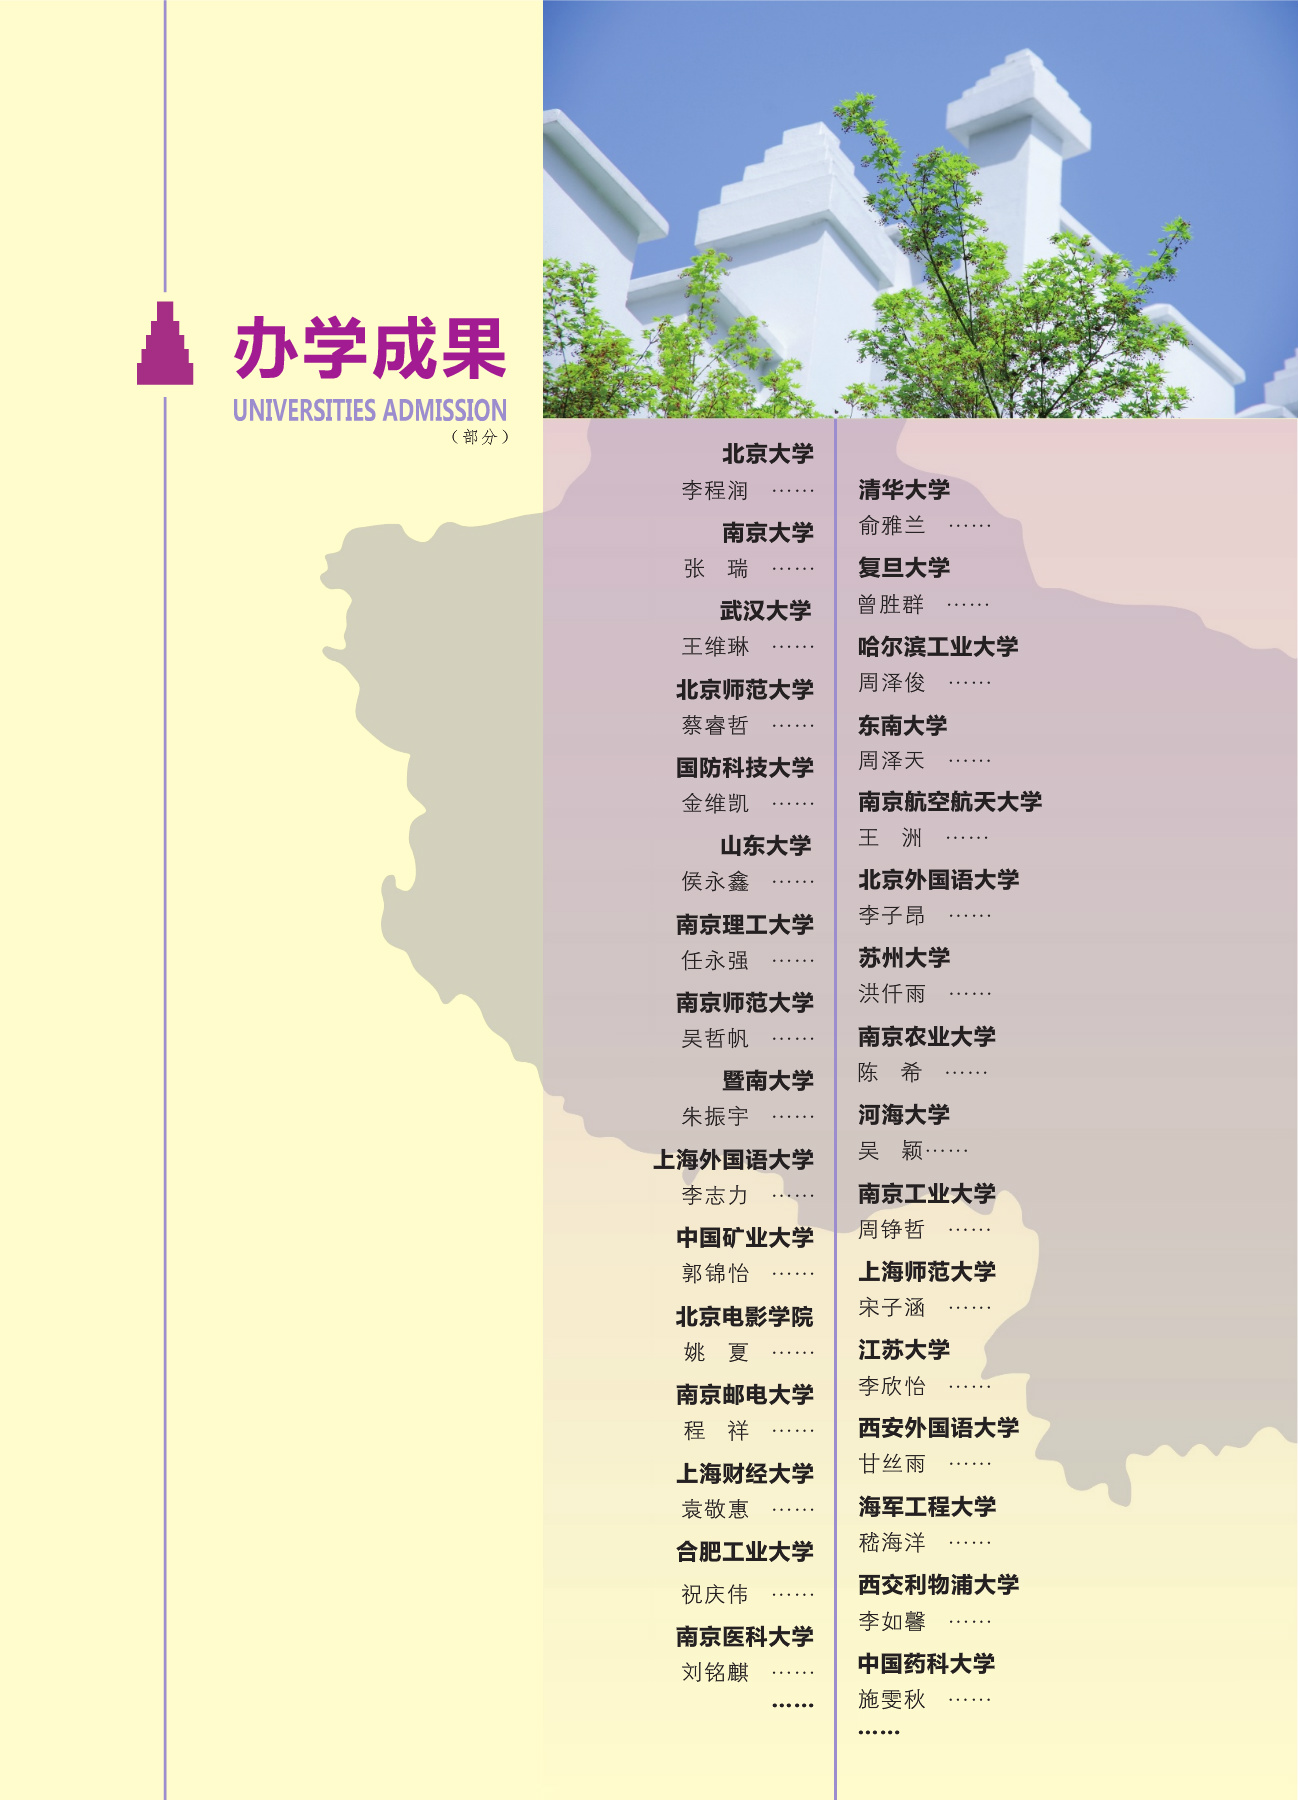 办学成果
UNIVERSITIES ADMISSION
（部分）
北京大学
李程润 ……
南京大学
张 瑞 ……
武汉大学
王维琳 ……
北京师范大学
蔡睿哲 ……
国防科技大学
金维凯 ……
山东大学
侯永鑫 ……
南京理工大学
任永强 ……
南京师范大学
吴哲帆 ……
暨南大学
朱振宇 ……
上海外国语大学
李志力 ……
中国矿业大学
郭锦怡 ……
北京电影学院
姚 夏 ……
南京邮电大学
程 祥 ……
上海财经大学
袁敬惠 ……
合肥工业大学
祝庆伟 ……
南京医科大学
刘铭麒 ……
……
清华大学
俞雅兰 ……
复旦大学
曾胜群 ……
哈尔滨工业大学
周泽俊 ……
东南大学
周泽天 ……
南京航空航天大学
王 洲 ……
北京外国语大学
李子昂 ……
苏州大学
洪仟雨 ……
南京农业大学
陈 希 ……
河海大学
吴 颖……
南京工业大学
周铮哲 ……
上海师范大学
宋子涵 ……
江苏大学
李欣怡 ……
西安外国语大学
甘丝雨 ……
海军工程大学
嵇海洋 ……
西交利物浦大学
李如馨 ……
中国药科大学
施雯秋 ……
……